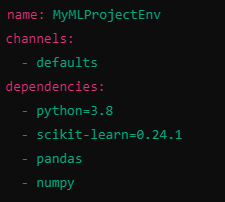 name: MyMLProjectEnv
channels:
  - defaults
dependencies:
  - python=3.8
  - scikit-learn=0.24.1
  - pandas
  - numpy